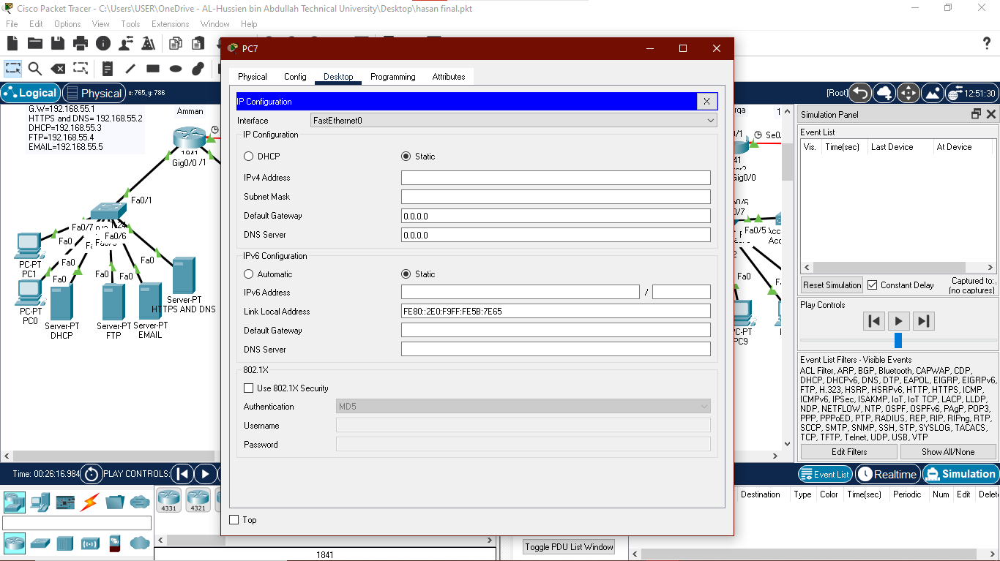 Cisco Packet Tracer - C:\Users\USER\OneDrive - AL-Hussien bin Abdullah Technical University\Desktop\hasan final.pkt
File Edit Options View Tools Extensions Window Help
PC7
Physical Config Desktop Programming Attributes
Logical Physical x: 765, y: 786
[Root] 12:51:30
G.W=192.168.55.1
HTTPS and DNS= 192.168.55.2
DHCP=192.168.55.3
FTP=192.168.55.4
EMAIL=192.168.55.5
Amman
1841
Gig0/0 /1
Fa0/1
Fa0/7
Fa0/6
Fa0
Fa0
Fa0
Fa0
Fa0
PC-PT
PC1
PC-PT
PC0
Server-PT
DHCP
Server-PT
FTP
Server-PT
EMAIL
Server-PT
HTTPS AND DNS
IP Configuration X
Interface FastEthernet0
IP Configuration
DHCP Static
IPv4 Address
Subnet Mask
Default Gateway 0.0.0.0
DNS Server 0.0.0.0
IPv6 Configuration
Automatic Static
IPv6 Address /
Link Local Address FE80::2E0:F9FF:FE5B:7E65
Default Gateway
DNS Server
802.1X
Use 802.1X Security
Authentication MD5
Username
Password
Top
Se0/
Fa0/5
Fa0
PC9
Simulation Panel
Event List
Vis. Time(sec) Last Device At Device
Reset Simulation Constant Delay Captured to:
(no captures)
Play Controls
Event List Filters - Visible Events
ACL Filter, ARP, BGP, Bluetooth, CAPWAP, CDP,
DHCP, DHCPv6, DNS, DTP, EAPOL, EIGRP, EIGRPv6,
FTP, H.323, HSRP, HSRPv6, HTTP, HTTPS, ICMP,
ICMPv6, IPSec, ISAKMP, IoT, IoT TCP, LACP, LLDP,
NDP, NETFLOW, NTP, OSPF, OSPFv6, PAgP, POP3,
PPP, PPPoED, PTP, RADIUS, REP, RIP, RIPng, RTP,
SCCP, SMTP, SNMP, SSH, STP, SYSLOG, TACACS,
TCP, TFTP, Telnet, UDP, USB, VTP
Edit Filters Show All/None
Time: 00:26:16.984 PLAY CONTROLS:
Event List Realtime Simulation
4331 4321
1841
Toggle PDU List Window
Destination Type Color Time(sec) Periodic Num Edit Delete